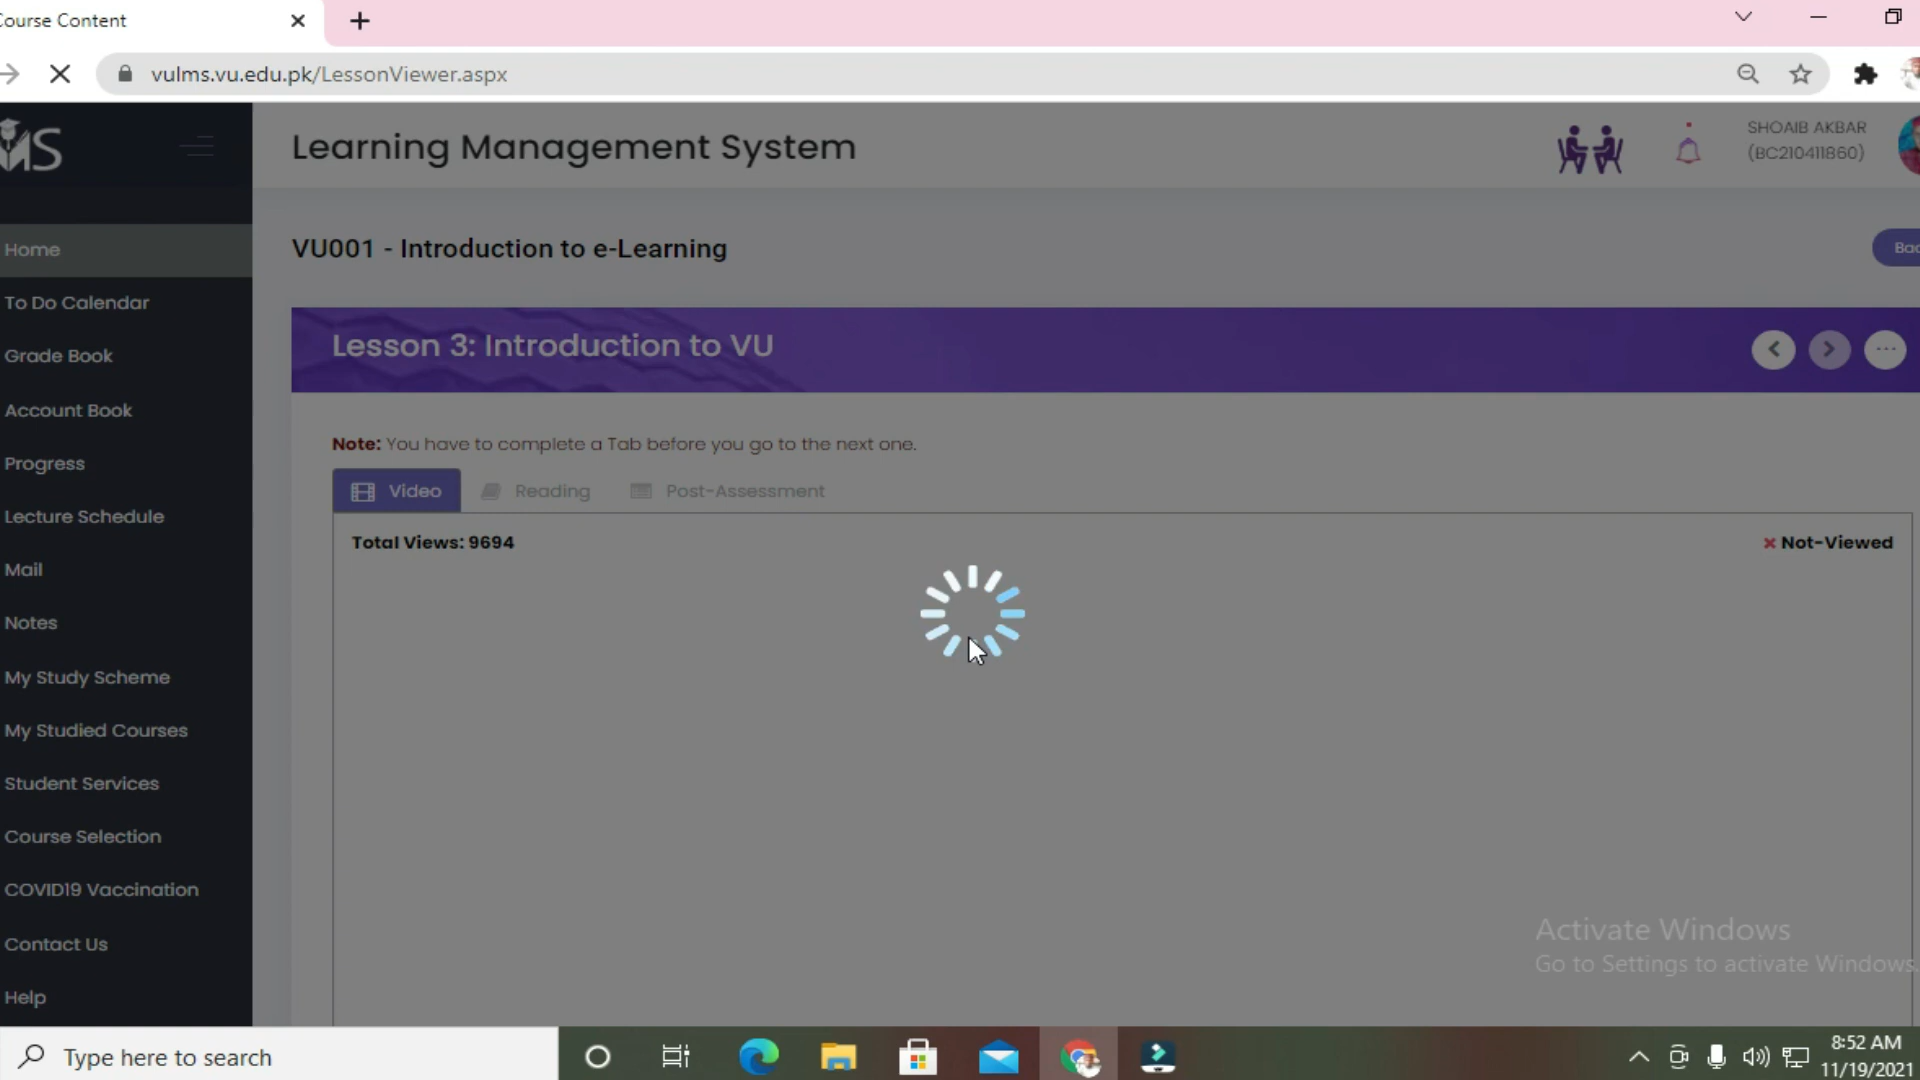 Course Content
vulms.vu.edu.pk/LessonViewer.aspx
MS
Learning Management System
SHOAIB AKBAR
(BC210411860)
Home
To Do Calendar
Grade Book
Account Book
Progress
Lecture Schedule
Mail
Notes
My Study Scheme
My Studied Courses
Student Services
Course Selection
COVID19 Vaccination
Contact Us
Help
VU001 - Introduction to e-Learning
Bac
Lesson 3: Introduction to VU
Note: You have to complete a Tab before you go to the next one.
Video
Reading
Post-Assessment
Total Views: 9694
Not-Viewed
Activate Windows
Go to Settings to activate Windows.
Type here to search
8:52 AM
11/19/2021